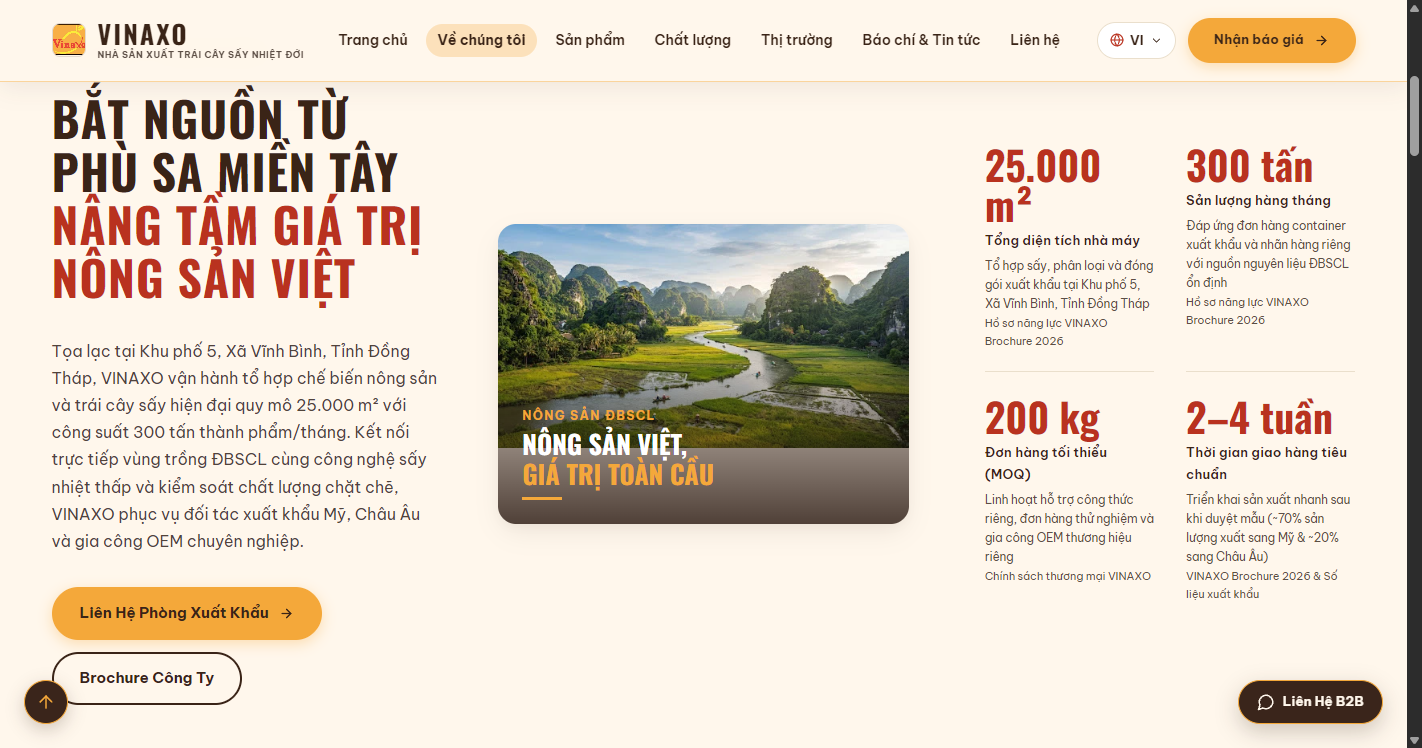 Vinaxo
VINAXO
NHÀ SẢN XUẤT TRÁI CÂY SẤY NHIỆT ĐỚI
Trang chủ
Về chúng tôi
Sản phẩm
Chất lượng
Thị trường
Báo chí & Tin tức
Liên hệ
VI
Nhận báo giá
BẮT NGUỒN TỪ
PHÙ SA MIỀN TÂY
NÂNG TẦM GIÁ TRỊ
NÔNG SẢN VIỆT
Tọa lạc tại Khu phố 5, Xã Vĩnh Bình, Tỉnh Đồng
Tháp, VINAXO vận hành tổ hợp chế biến nông sản
và trái cây sấy hiện đại quy mô 25.000 m² với
công suất 300 tấn thành phẩm/tháng. Kết nối
trực tiếp vùng trồng ĐBSCL cùng công nghệ sấy
nhiệt thấp và kiểm soát chất lượng chặt chẽ,
VINAXO phục vụ đối tác xuất khẩu Mỹ, Châu Âu
và gia công OEM chuyên nghiệp.
Liên Hệ Phòng Xuất Khẩu
Brochure Công Ty
NÔNG SẢN ĐBSCL
NÔNG SẢN VIỆT,
GIÁ TRỊ TOÀN CẦU
25.000
m²
Tổng diện tích nhà máy
Tổ hợp sấy, phân loại và đóng
gói xuất khẩu tại Khu phố 5,
Xã Vĩnh Bình, Tỉnh Đồng Tháp
Hồ sơ năng lực VINAXO
Brochure 2026
300 tấn
Sản lượng hàng tháng
Đáp ứng đơn hàng container
xuất khẩu và nhãn hàng riêng
với nguồn nguyên liệu ĐBSCL
ổn định
Hồ sơ năng lực VINAXO
Brochure 2026
200 kg
Đơn hàng tối thiểu
(MOQ)
Linh hoạt hỗ trợ công thức
riêng, đơn hàng thử nghiệm và
gia công OEM thương hiệu
riêng
Chính sách thương mại VINAXO
2–4 tuần
Thời gian giao hàng tiêu
chuẩn
Triển khai sản xuất nhanh sau
khi duyệt mẫu (~70% sản
lượng xuất sang Mỹ & ~20%
sang Châu Âu)
VINAXO Brochure 2026 & Số
liệu xuất khẩu
Liên Hệ B2B